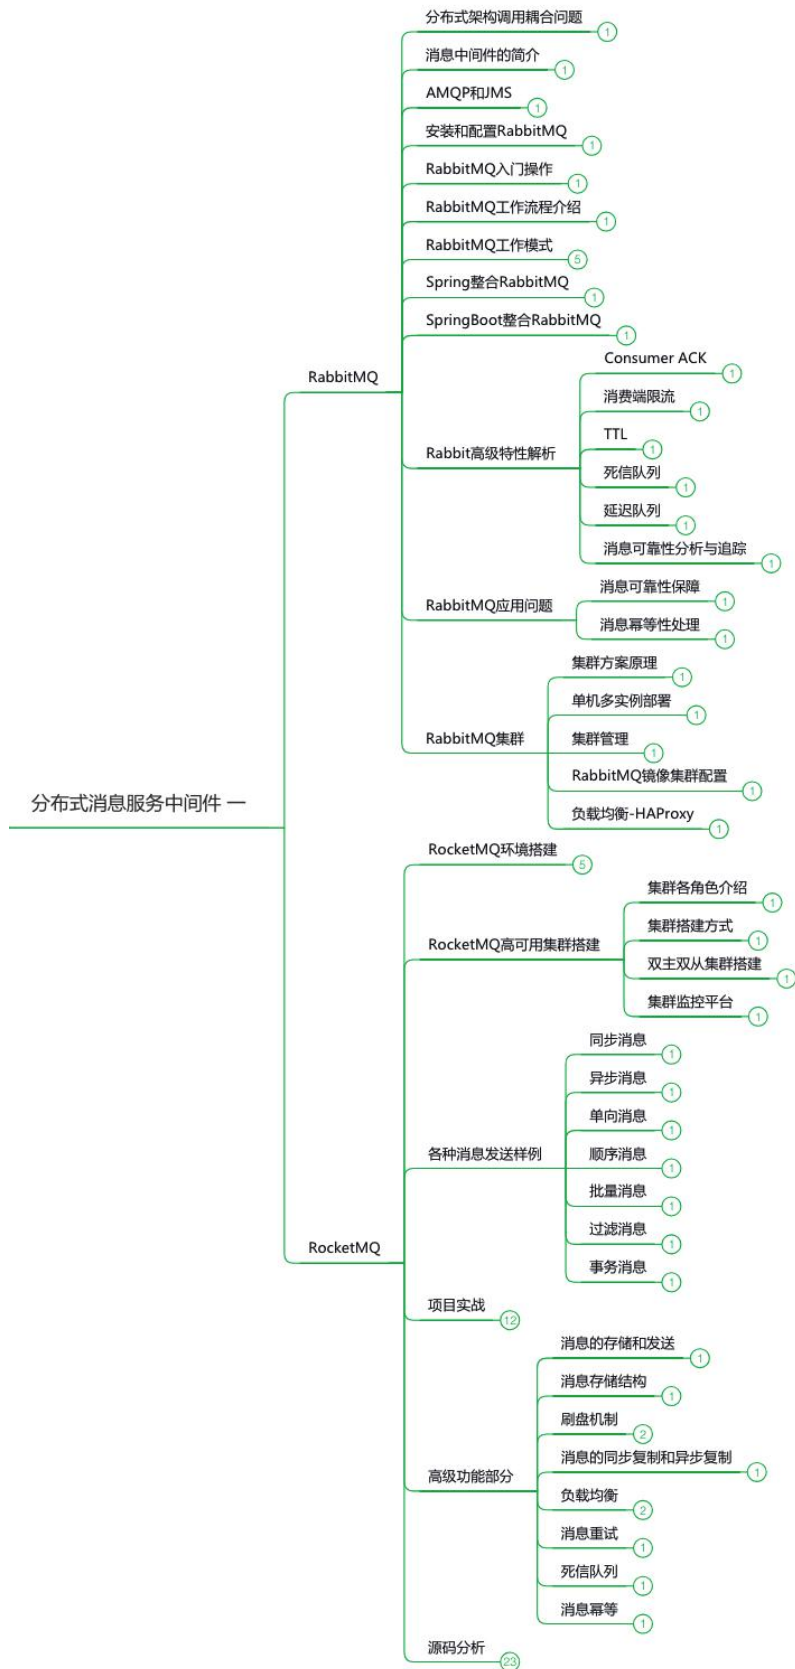 分布式消息服务中间件 一
RabbitMQ
分布式架构调用耦合问题
1
消息中间件的简介
1
AMQP和JMS
1
安装和配置RabbitMQ
1
RabbitMQ入门操作
1
RabbitMQ工作流程介绍
1
RabbitMQ工作模式
5
Spring整合RabbitMQ
1
SpringBoot整合RabbitMQ
1
Rabbit高级特性解析
Consumer ACK
1
消费端限流
1
TTL
1
死信队列
1
延迟队列
1
消息可靠性分析与追踪
1
RabbitMQ应用问题
消息可靠性保障
1
消息幂等性处理
1
RabbitMQ集群
集群方案原理
1
单机多实例部署
1
集群管理
1
RabbitMQ镜像集群配置
1
负载均衡-HAProxy
1
RocketMQ
RocketMQ环境搭建
5
RocketMQ高可用集群搭建
集群各角色介绍
1
集群搭建方式
1
双主双从集群搭建
1
集群监控平台
1
各种消息发送样例
同步消息
1
异步消息
1
单向消息
1
顺序消息
1
批量消息
1
过滤消息
1
事务消息
1
项目实战
12
高级功能部分
消息的存储和发送
1
消息存储结构
1
刷盘机制
2
消息的同步复制和异步复制
1
负载均衡
2
消息重试
1
死信队列
1
消息幂等
1
源码分析
23